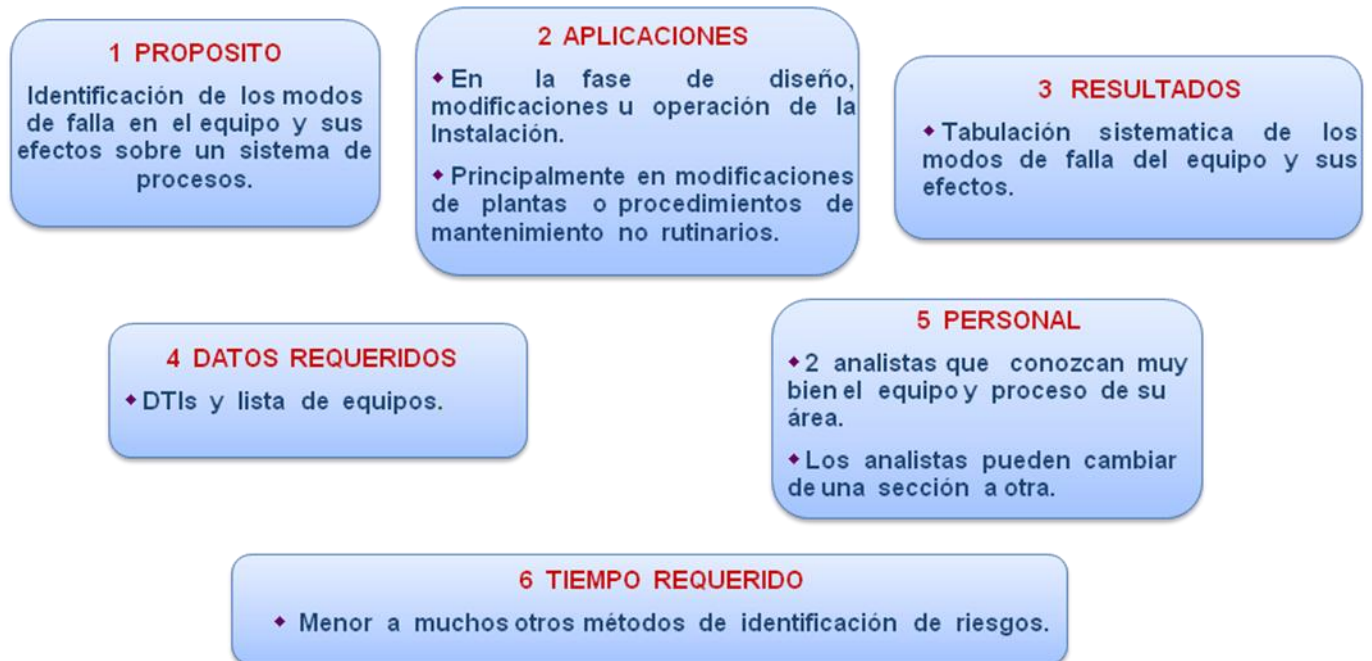 1 PROPOSITO
Identificación de los modos
de falla en el equipo y sus
efectos sobre un sistema de
procesos.
2 APLICACIONES
◆ En la fase de diseño,
modificaciones u operación de la
Instalación.
◆ Principalmente en modificaciones
de plantas o procedimientos de
mantenimiento no rutinarios.
3 RESULTADOS
◆ Tabulación sistematica de los
modos de falla del equipo y sus
efectos.
4 DATOS REQUERIDOS
◆ DTIs y lista de equipos.
5 PERSONAL
◆ 2 analistas que conozcan muy
bien el equipo y proceso de su
área.
◆ Los analistas pueden cambiar
de una sección a otra.
6 TIEMPO REQUERIDO
◆ Menor a muchos otros métodos de identificación de riesgos.